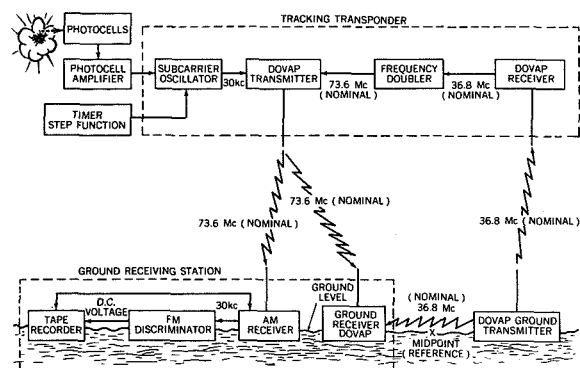 TRACKING TRANSPONDER
PHOTOCELLS
PHOTOCELL
AMPLIFIER
SUBCARRIER
OSCILLATOR
30kc
DOVAP
TRANSMITTER
73.6 Mc
(NOMINAL)
FREQUENCY
DOUBLER
36.8 Mc
(NOMINAL)
DOVAP
RECEIVER
TIMER
STEP FUNCTION
73.6 Mc (NOMINAL)
73.6 Mc (NOMINAL)
36.8 Mc (NOMINAL)
GROUND RECEIVING STATION
D.C.
VOLTAGE
TAPE
RECORDER
FM
DISCRIMINATOR
30kc
AM
RECEIVER
GROUND
LEVEL
GROUND
RECEIVER
DOVAP
(NOMINAL)
36.8 Mc
X
MIDPOINT
(REFERENCE)
DOVAP GROUND
TRANSMITTER